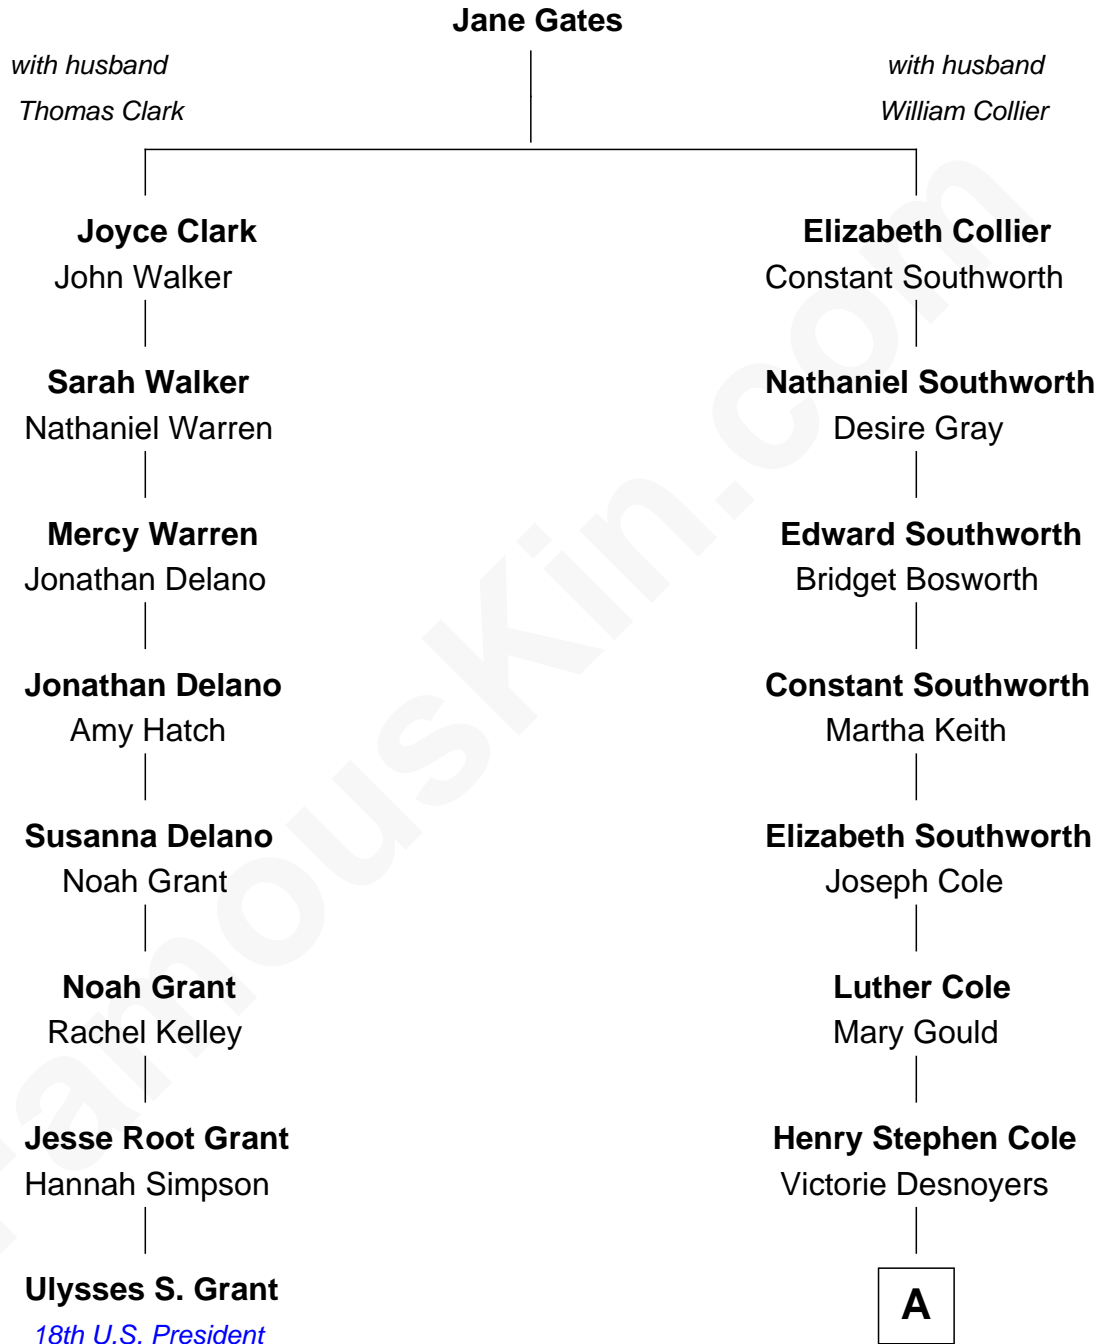 Jane Gates
with husband
Thomas Clark
with husband
William Collier
Joyce Clark
John Walker
Sarah Walker
Nathaniel Warren
Mercy Warren
Jonathan Delano
Jonathan Delano
Amy Hatch
Susanna Delano
Noah Grant
Noah Grant
Rachel Kelley
Jesse Root Grant
Hannah Simpson
Ulysses S. Grant
18th U.S. President
Elizabeth Collier
Constant Southworth
Nathaniel Southworth
Desire Gray
Edward Southworth
Bridget Bosworth
Constant Southworth
Martha Keith
Elizabeth Southworth
Joseph Cole
Luther Cole
Mary Gould
Henry Stephen Cole
Victorie Desnoyers
A
FamousKin.com